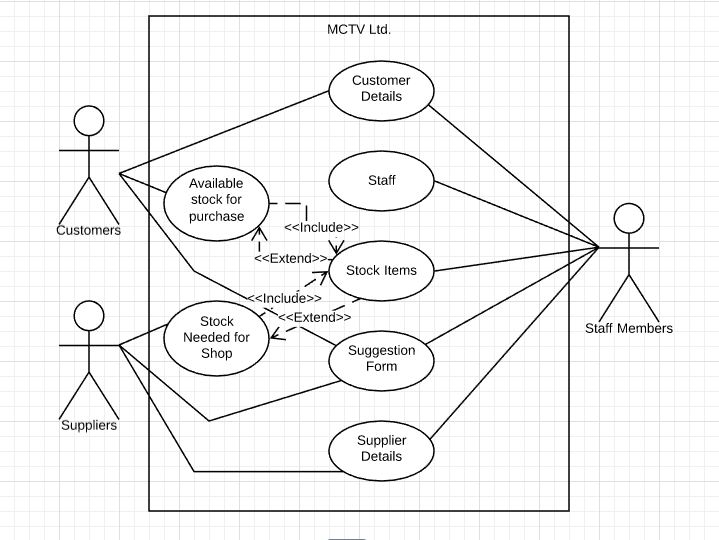 MCTV Ltd.
Customer
Details
Available
stock for
purchase
Staff
Customers
<<Include>>
<<Extend>>
Stock Items
<<Include>>
<<Extend>>
Stock
Needed for
Shop
Suggestion
Form
Staff Members
Suppliers
Supplier
Details